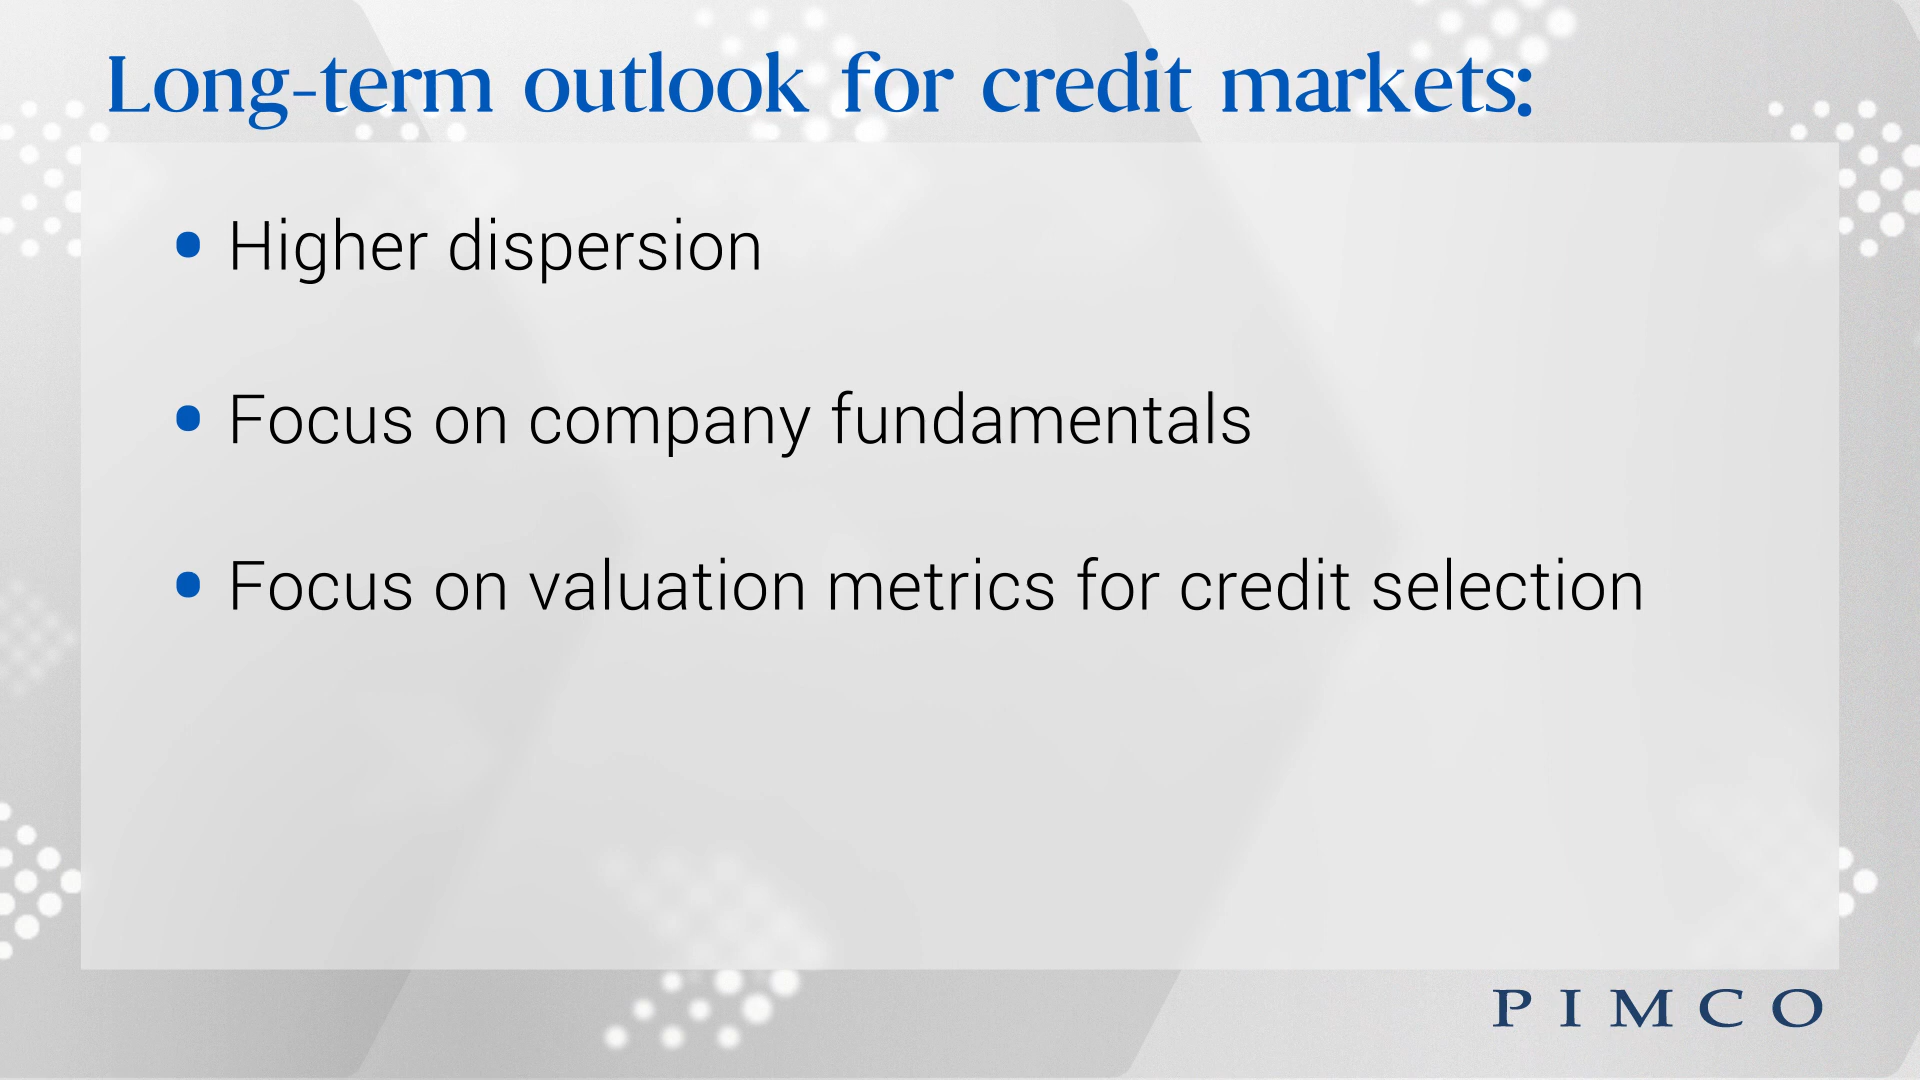 Long-term outlook for credit markets:
• Higher dispersion
• Focus on company fundamentals
• Focus on valuation metrics for credit selection
PIMCO